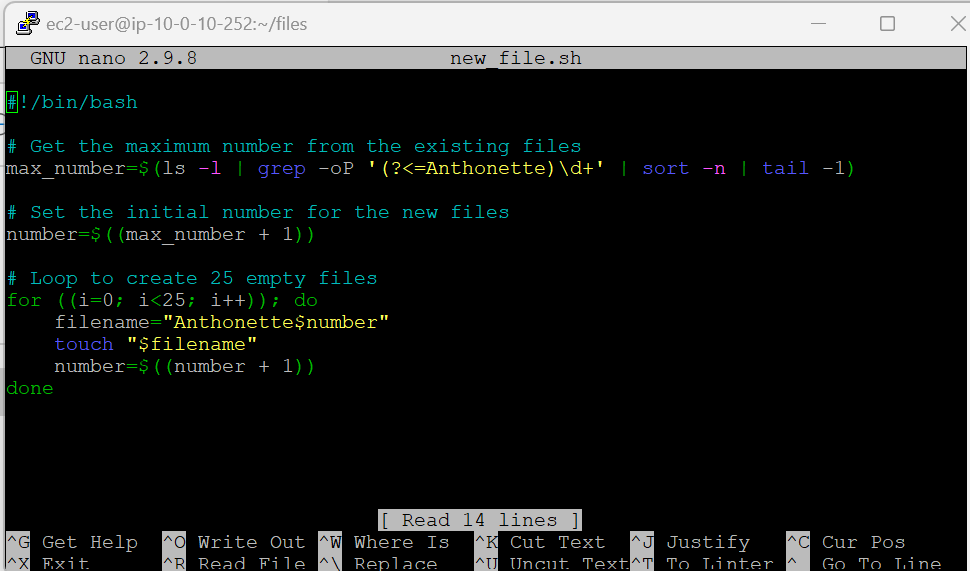 ec2-user@ip-10-0-10-252:~/files
GNU nano 2.9.8 new_file.sh
#!/bin/bash
# Get the maximum number from the existing files
max_number=$(ls -l | grep -oP '(?<=Anthonette)\d+' | sort -n | tail -1)
# Set the initial number for the new files
number=$((max_number + 1))
# Loop to create 25 empty files
for ((i=0; i<25; i++)); do
    filename="Anthonette$number"
    touch "$filename"
    number=$((number + 1))
done
[ Read 14 lines ]
^G Get Help ^O Write Out ^W Where Is ^K Cut Text ^J Justify ^C Cur Pos
^X Exit ^R Read File ^\ Replace ^U Uncut Text ^T To Linter ^ Go To Line